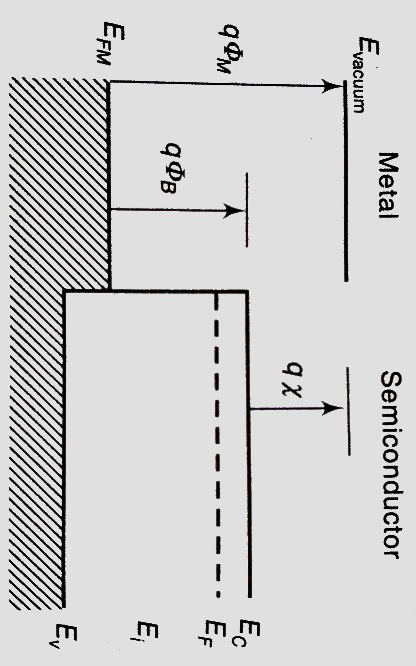 Metal
Semiconductor
E_vacuum
qΦ_M
qΦ_B
qχ
E_FM
E_C
E_F
E_i
E_v